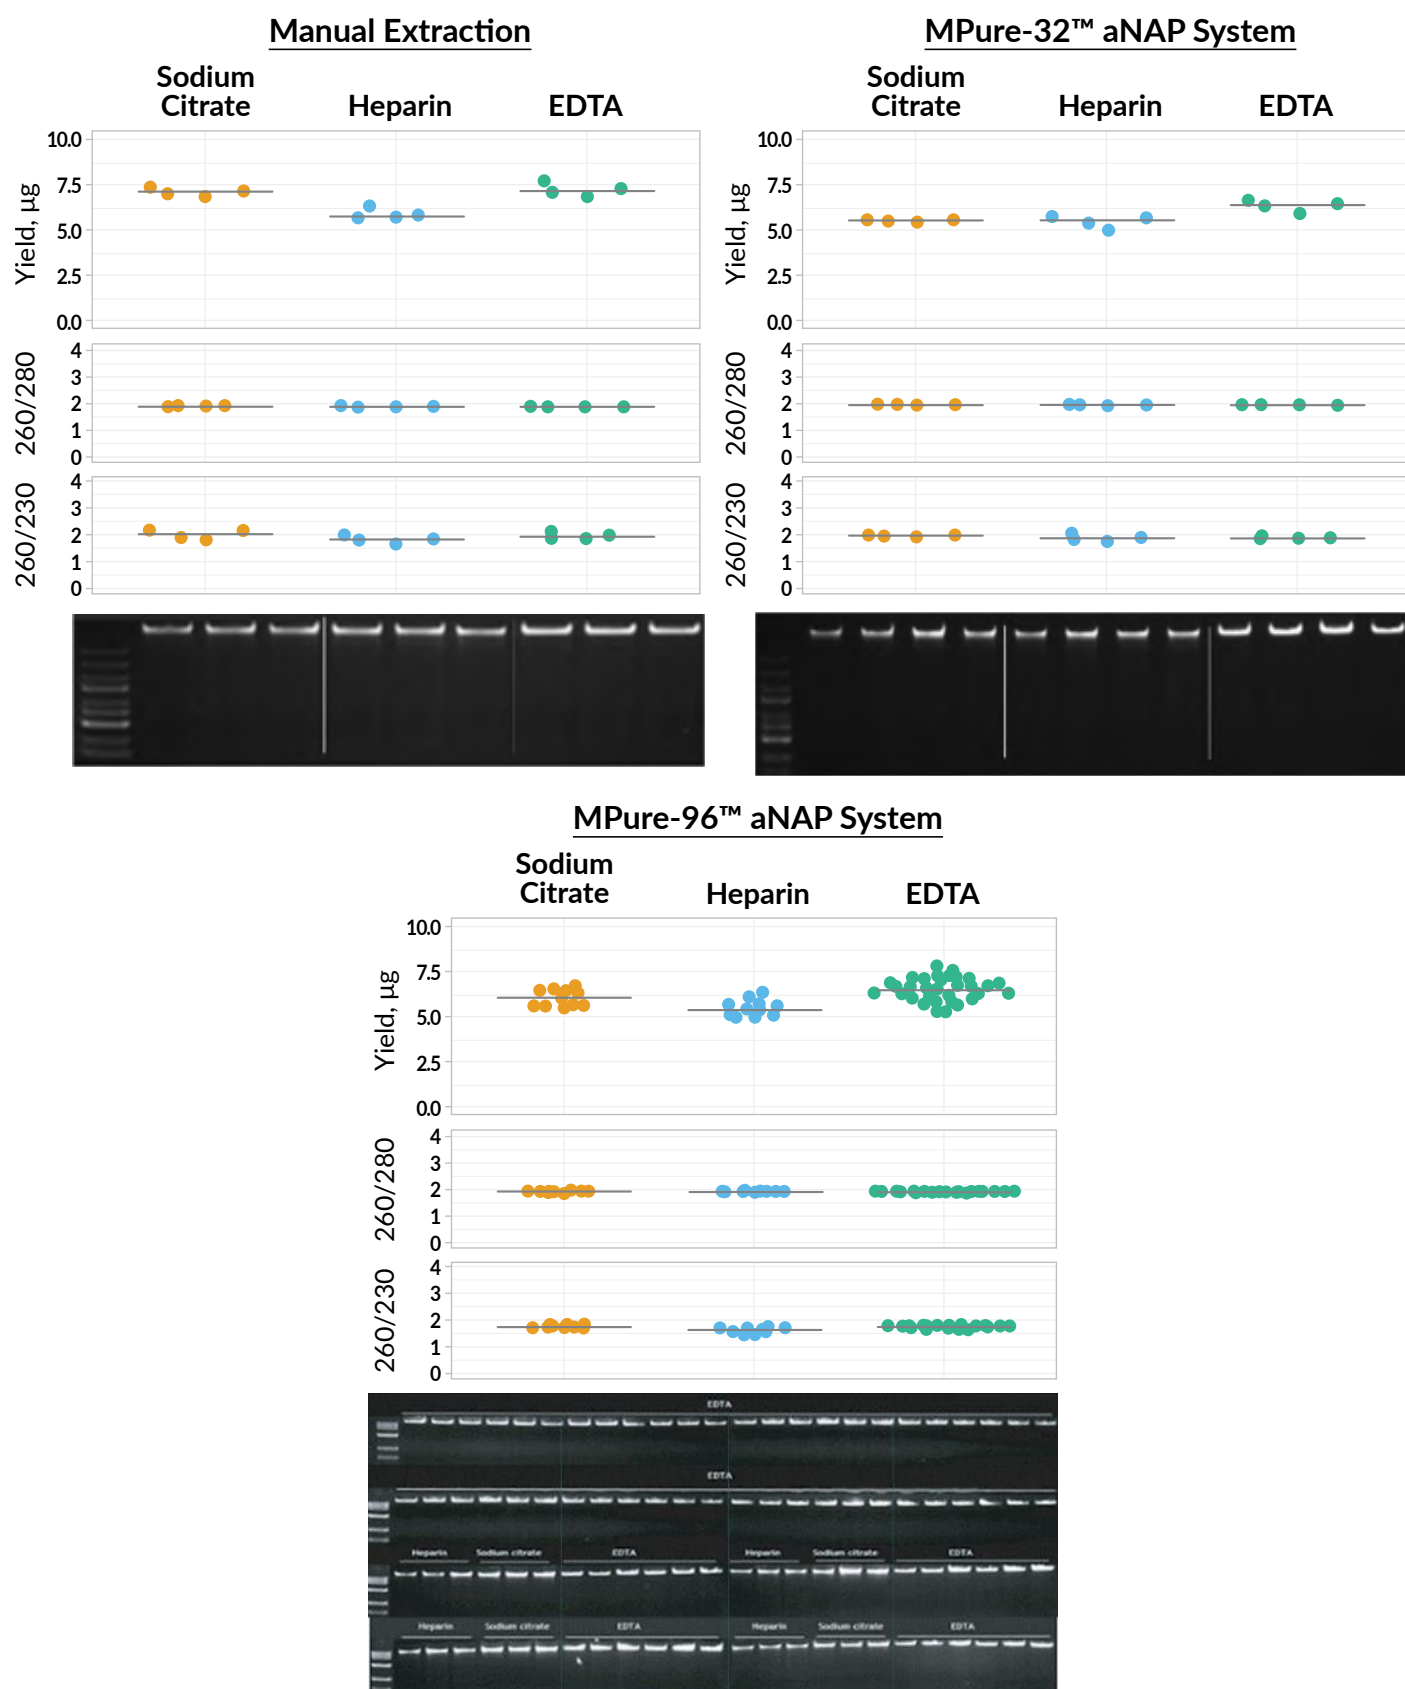 Manual Extraction
Sodium
Citrate
Heparin
EDTA
Yield, µg
10.0
7.5
5.0
2.5
0.0
260/280
4
3
2
1
0
260/230
4
3
2
1
0
MPure-32™ aNAP System
Sodium
Citrate
Heparin
EDTA
Yield, µg
10.0
7.5
5.0
2.5
0.0
260/280
4
3
2
1
0
260/230
4
3
2
1
0
MPure-96™ aNAP System
Sodium
Citrate
Heparin
EDTA
Yield, µg
10.0
7.5
5.0
2.5
0.0
260/280
4
3
2
1
0
260/230
4
3
2
1
0
EDTA
EDTA
Heparin Sodium citrate EDTA Heparin Sodium citrate EDTA
Heparin Sodium citrate EDTA Heparin Sodium citrate EDTA